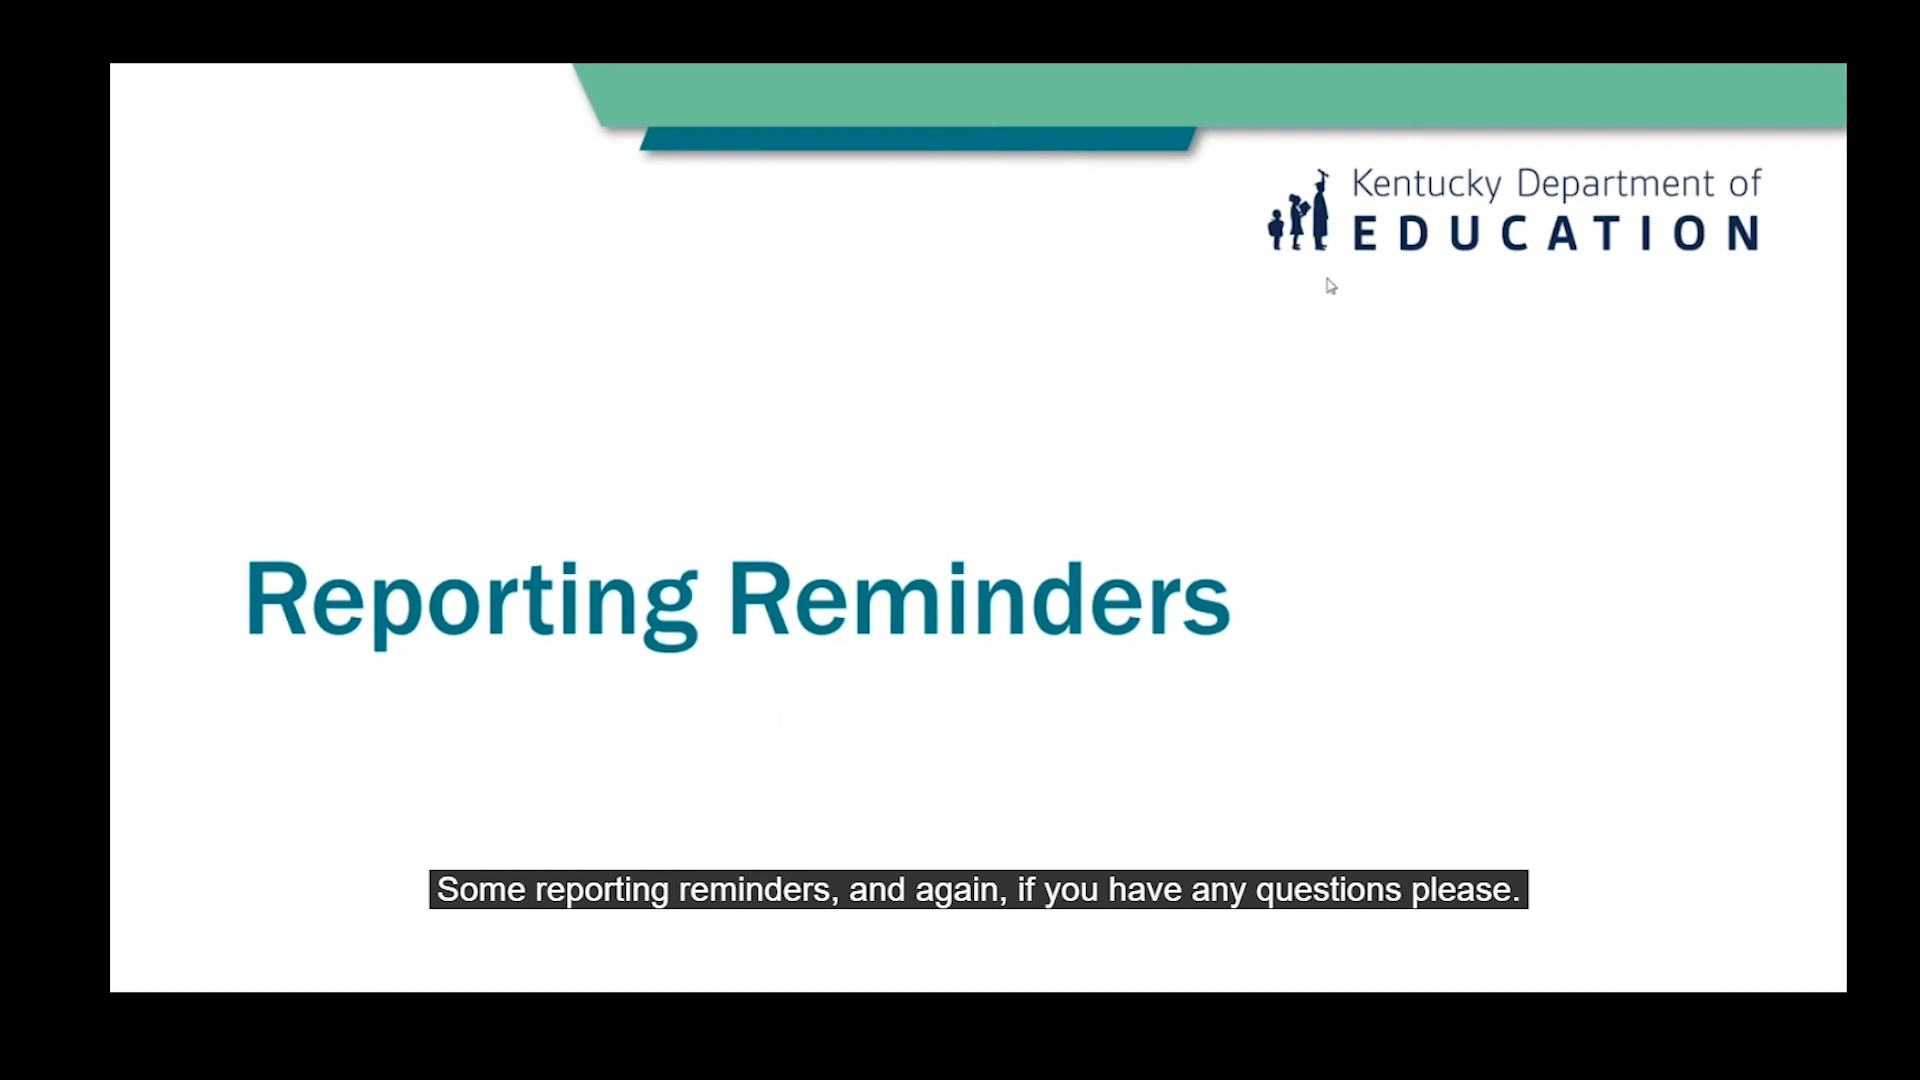 Kentucky Department of
EDUCATION
Reporting Reminders
Some reporting reminders, and again, if you have any questions please.